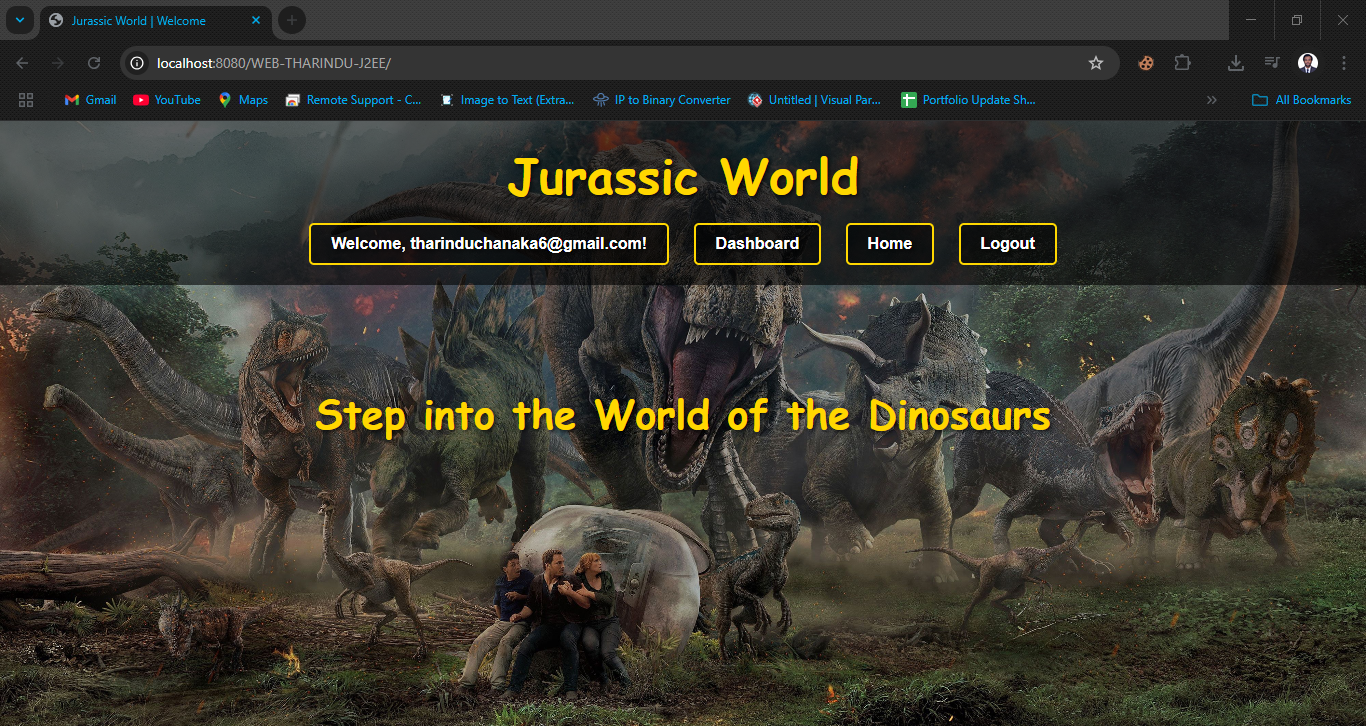 Jurassic World | Welcome
localhost:8080/WEB-THARINDU-J2EE/
Gmail YouTube Maps Remote Support - C... Image to Text (Extra... IP to Binary Converter Untitled | Visual Par... Portfolio Update Sh... All Bookmarks
Jurassic World
Welcome, tharinduchanaka6@gmail.com! Dashboard Home Logout
Step into the World of the Dinosaurs